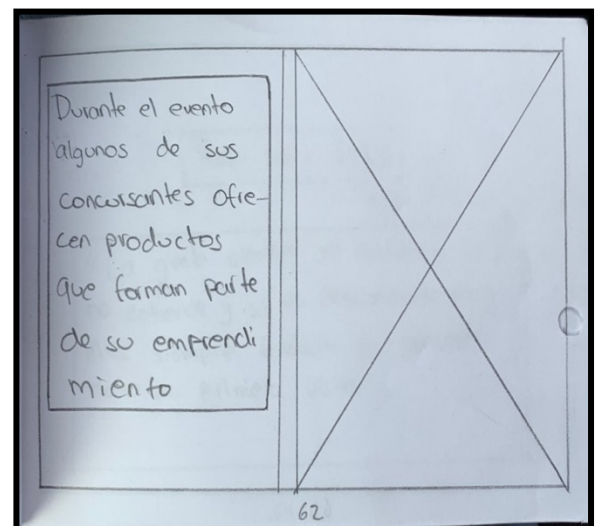 Durante el evento
algunos de sus
concursantes ofre-
cen productos
que forman parte
de su emprendi
miento
62